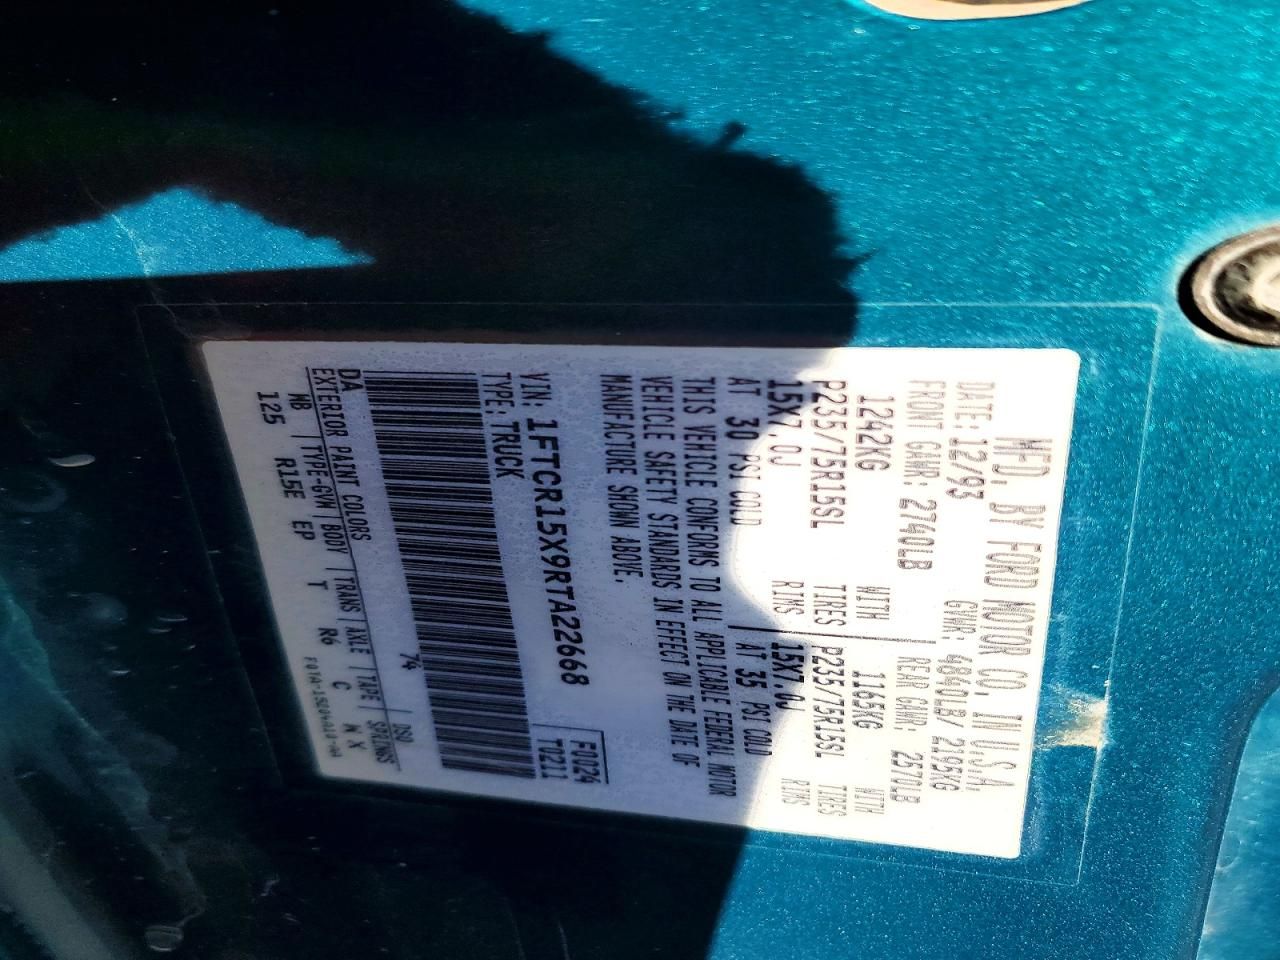 MFD. BY FORD MOTOR CO. IN U.S.A.
DATE: 12/93 GVWR: 4840LB/ 2195KG
FRONT GAWR: 2740LB REAR GAWR: 2570LB
1242KG WITH 1165KG WITH
P235/75R15SL TIRES P235/75R15SL TIRES
15X7.0J RIMS 15X7.0J RIMS
AT 30 PSI COLD AT 35 PSI COLD
THIS VEHICLE CONFORMS TO ALL APPLICABLE FEDERAL MOTOR
VEHICLE SAFETY STANDARDS IN EFFECT ON THE DATE OF
MANUFACTURE SHOWN ABOVE.
VIN: 1FTCR15X9RTA22668 F0024
TYPE: TRUCK T0211
74
DA
EXTERIOR PAINT COLORS DSO
WB TYPE-GVW BODY TRANS AXLE TAPE SPRINGS
125 R15E EP T R6 C W X